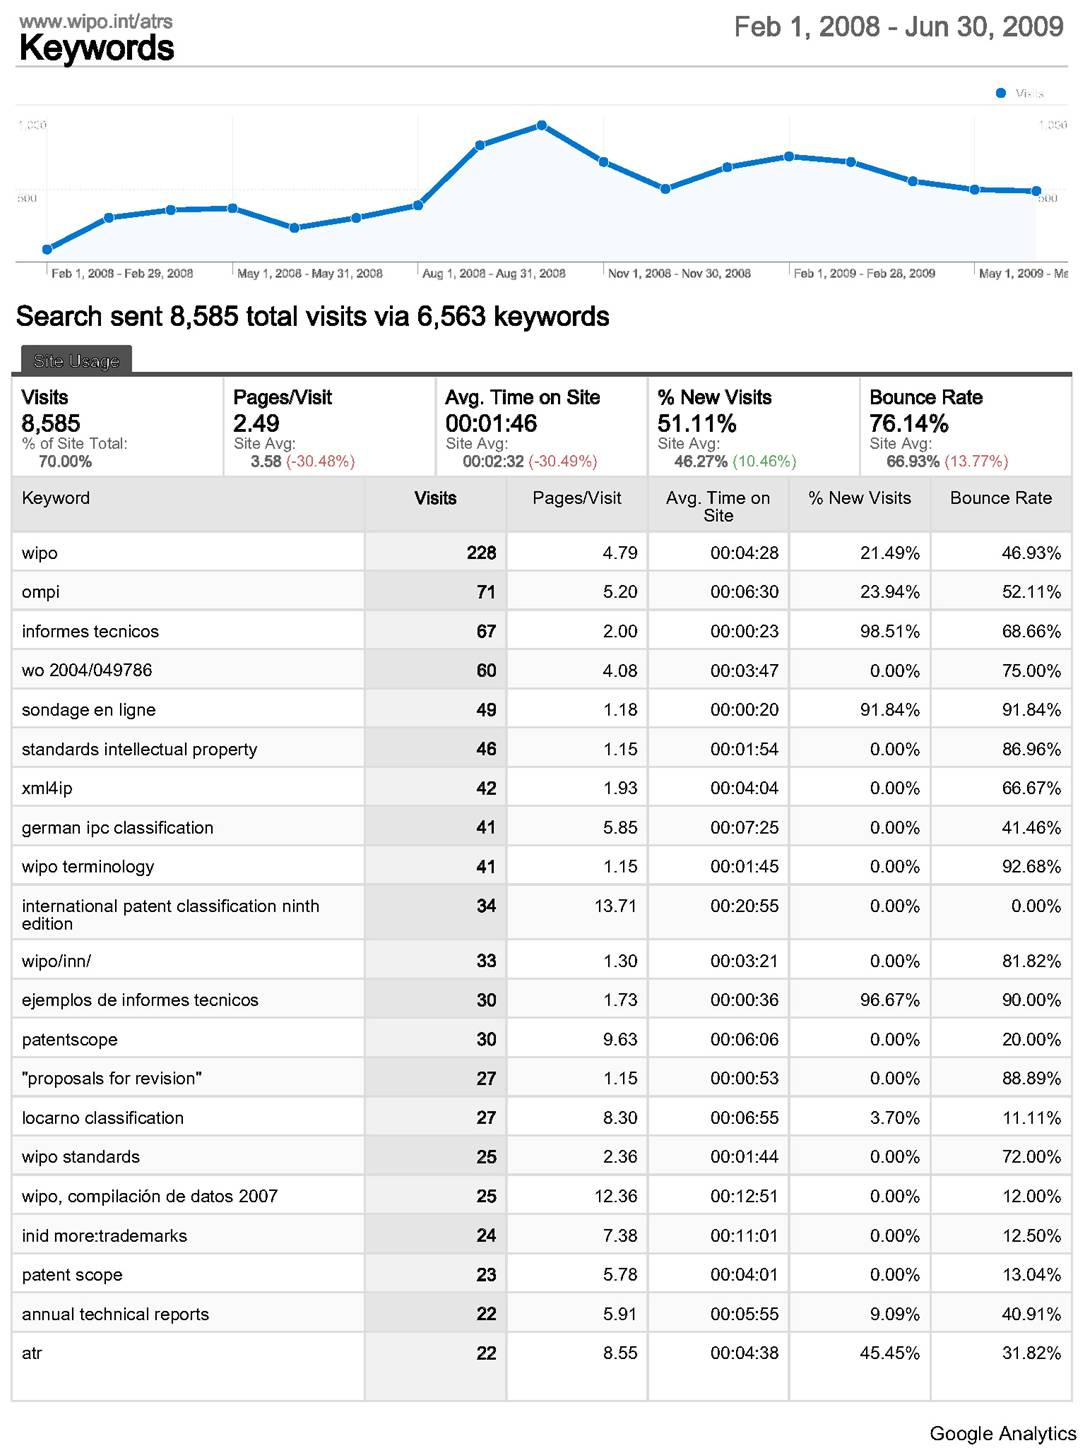 www.wipo.int/atrs
Keywords
Feb 1, 2008 - Jun 30, 2009
Visits
1,000 1,000
500 500
Feb 1, 2008 - Feb 29, 2008 May 1, 2008 - May 31, 2008 Aug 1, 2008 - Aug 31, 2008 Nov 1, 2008 - Nov 30, 2008 Feb 1, 2009 - Feb 28, 2009 May 1, 2009 - Ma
Search sent 8,585 total visits via 6,563 keywords
Site Usage
Visits Pages/Visit Avg. Time on Site % New Visits Bounce Rate
8,585 2.49 00:01:46 51.11% 76.14%
% of Site Total: Site Avg: Site Avg: Site Avg: Site Avg:
70.00% 3.58 (-30.48%) 00:02:32 (-30.49%) 46.27% (10.46%) 66.93% (13.77%)
Keyword Visits Pages/Visit Avg. Time on % New Visits Bounce Rate
Site
wipo 228 4.79 00:04:28 21.49% 46.93%
ompi 71 5.20 00:06:30 23.94% 52.11%
informes tecnicos 67 2.00 00:00:23 98.51% 68.66%
wo 2004/049786 60 4.08 00:03:47 0.00% 75.00%
sondage en ligne 49 1.18 00:00:20 91.84% 91.84%
standards intellectual property 46 1.15 00:01:54 0.00% 86.96%
xml4ip 42 1.93 00:04:04 0.00% 66.67%
german ipc classification 41 5.85 00:07:25 0.00% 41.46%
wipo terminology 41 1.15 00:01:45 0.00% 92.68%
international patent classification ninth 34 13.71 00:20:55 0.00% 0.00%
edition
wipo/inn/ 33 1.30 00:03:21 0.00% 81.82%
ejemplos de informes tecnicos 30 1.73 00:00:36 96.67% 90.00%
patentscope 30 9.63 00:06:06 0.00% 20.00%
"proposals for revision" 27 1.15 00:00:53 0.00% 88.89%
locarno classification 27 8.30 00:06:55 3.70% 11.11%
wipo standards 25 2.36 00:01:44 0.00% 72.00%
wipo, compilación de datos 2007 25 12.36 00:12:51 0.00% 12.00%
inid more:trademarks 24 7.38 00:11:01 0.00% 12.50%
patent scope 23 5.78 00:04:01 0.00% 13.04%
annual technical reports 22 5.91 00:05:55 9.09% 40.91%
atr 22 8.55 00:04:38 45.45% 31.82%
Google Analytics